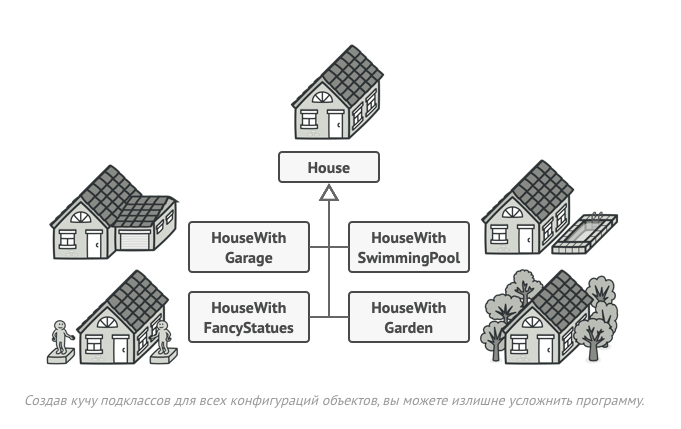 House
HouseWith
Garage
HouseWith
SwimmingPool
HouseWith
FancyStatues
HouseWith
Garden
Создав кучу подклассов для всех конфигураций объектов, вы можете излишне усложнить программу.